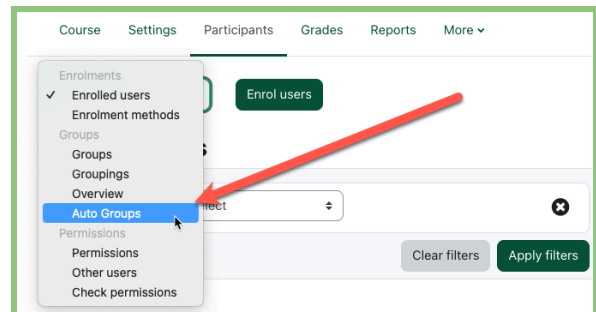 Course Settings Participants Grades Reports More
Enrolments
✓ Enrolled users
Enrol users
Enrolment methods
Groups
Groups
Groupings
Overview
Auto Groups
Permissions
Permissions
Other users
Check permissions
Clear filters Apply filters